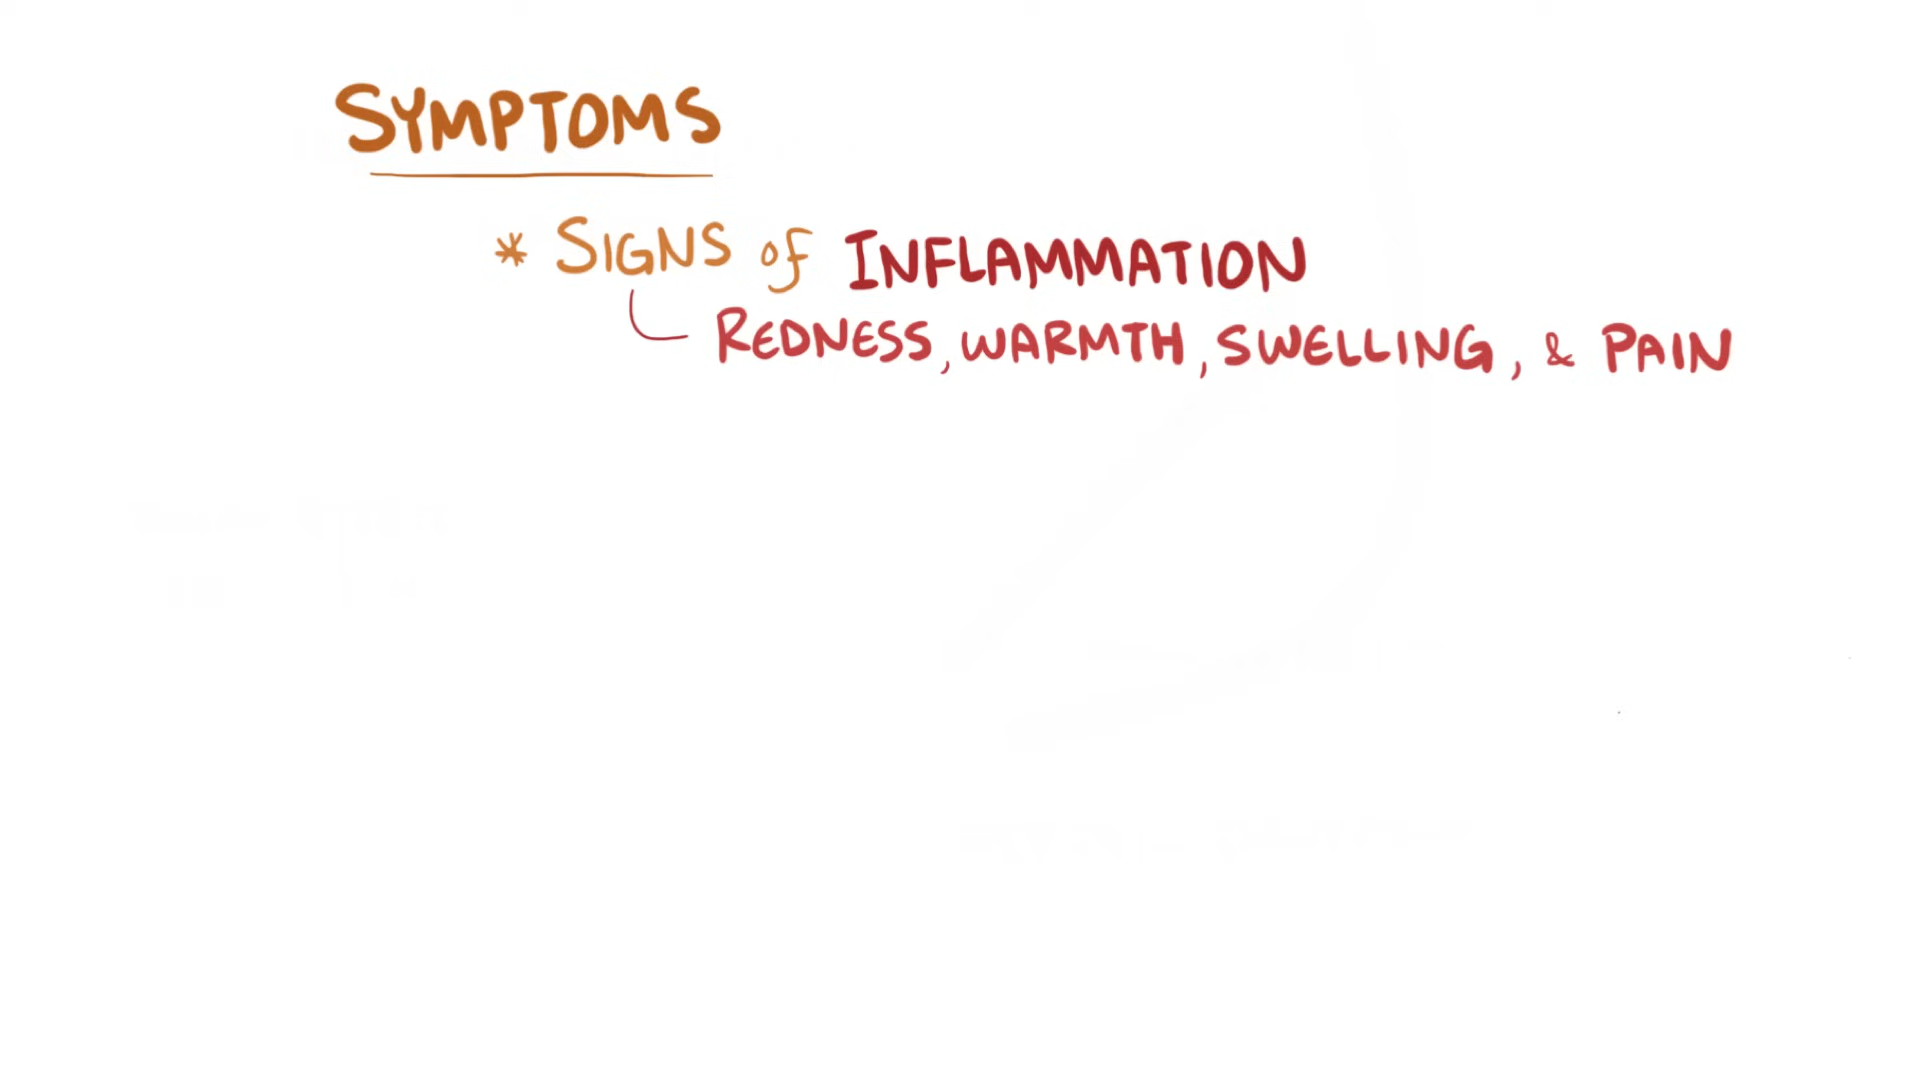 SYMPTOMS
* SIGNS of INFLAMMATION
REDNESS, WARMTH, SWELLING, & PAIN